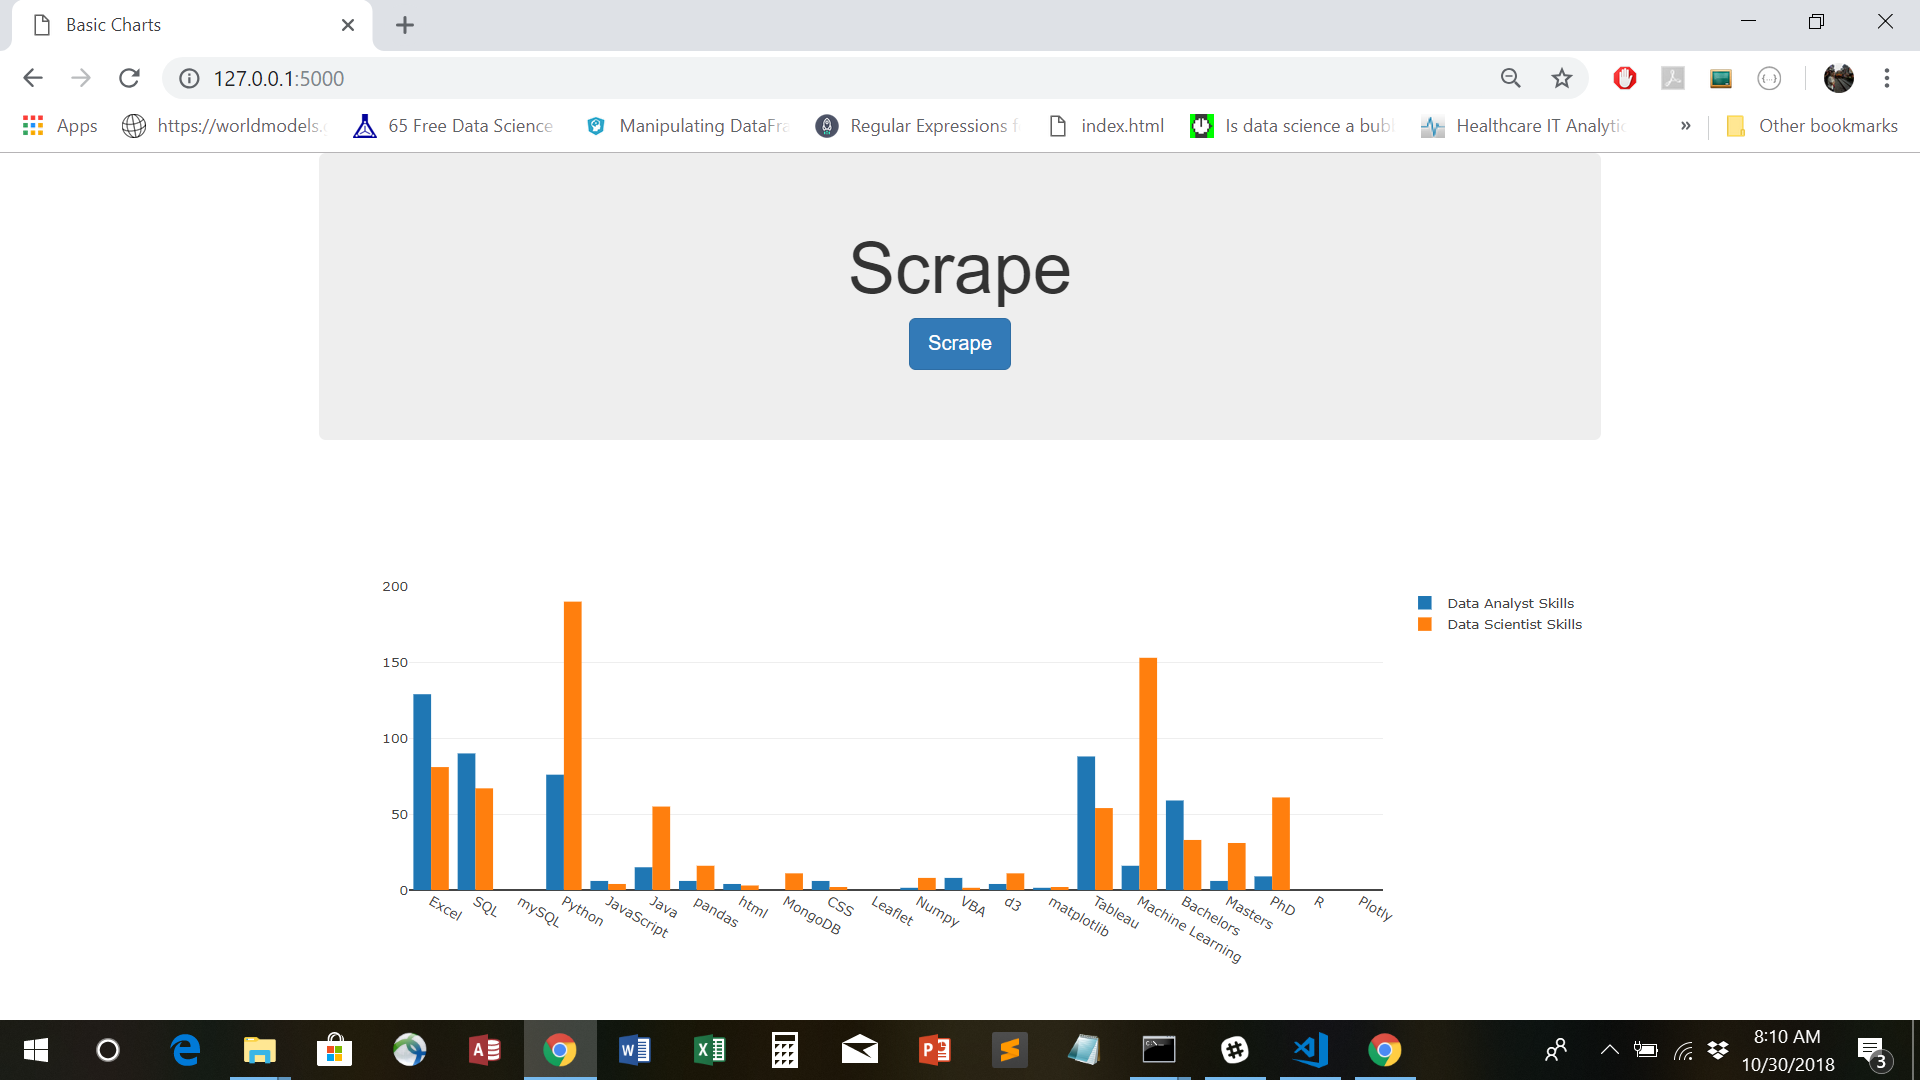 Basic Charts
127.0.0.1:5000
Apps
https://worldmodels.
65 Free Data Science
Manipulating DataFra
Regular Expressions f
index.html
Is data science a bubl
Healthcare IT Analytic
»
Other bookmarks
Scrape
Scrape
200
150
100
50
0
Data Analyst Skills
Data Scientist Skills
Excel
SQL
mySQL
Python
JavaScript
Java
pandas
html
MongoDB
CSS
Leaflet
Numpy
VBA
d3
matplotlib
Tableau
Machine Learning
Bachelors
Masters
PhD
R
Plotly
8:10 AM
10/30/2018
3